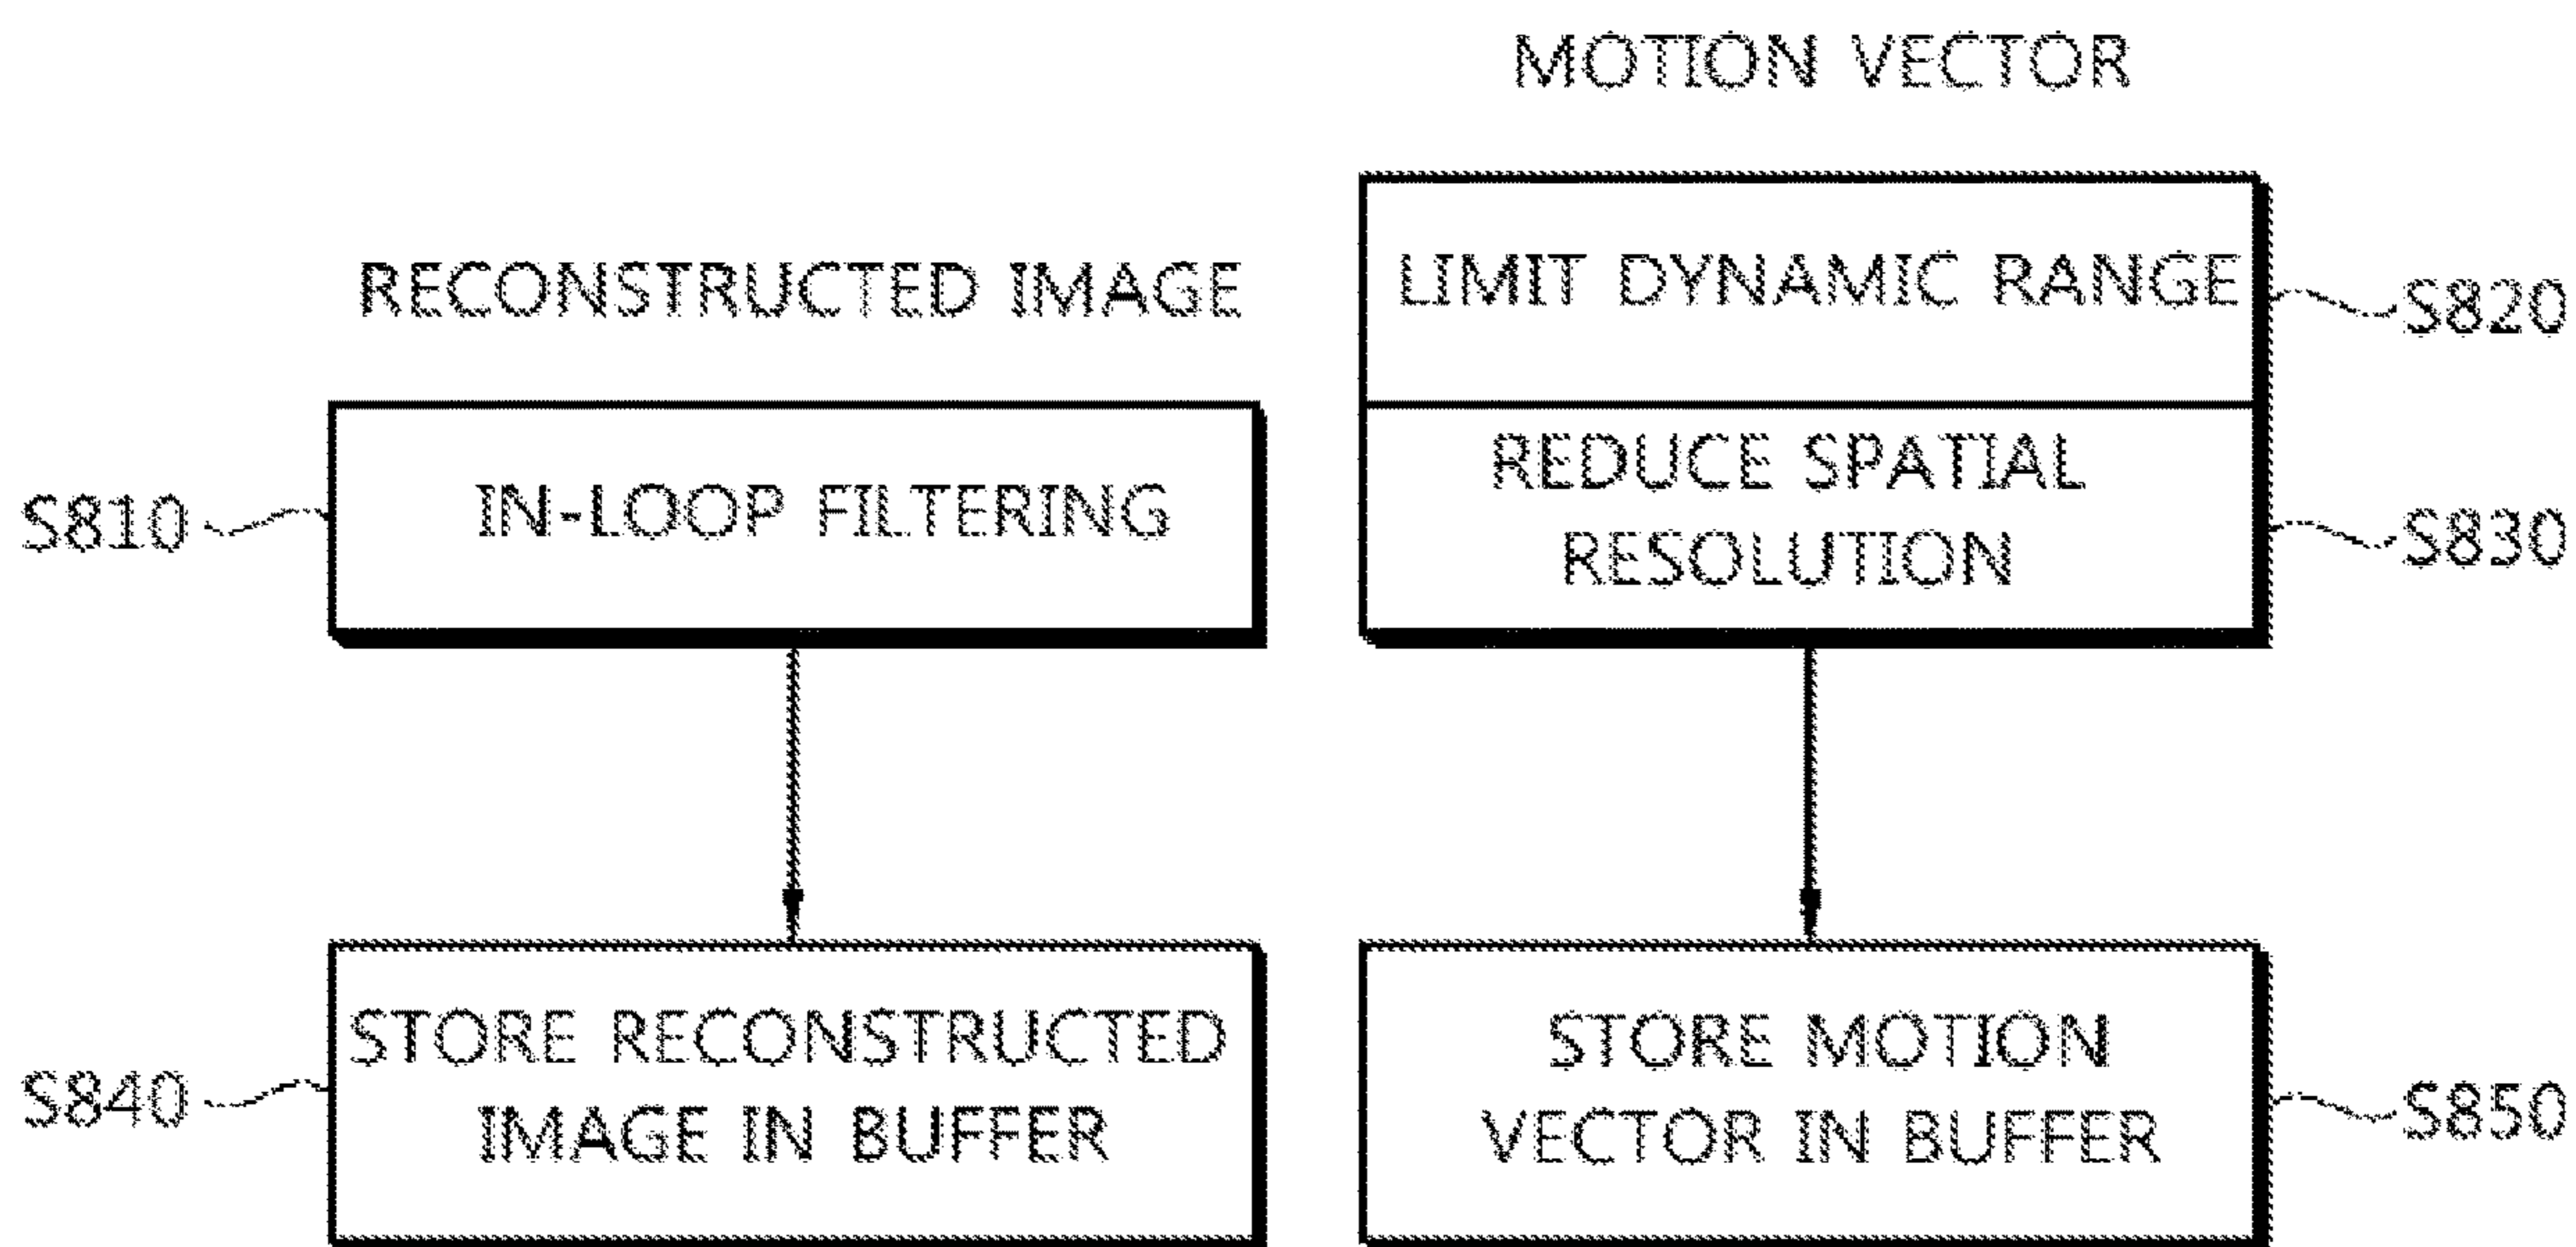 MOTION VECTOR
RECONSTRUCTED IMAGE
LIMIT DYNAMIC RANGE
S820
S810
IN-LOOP FILTERING
REDUCE SPATIAL
RESOLUTION
S830
S840
STORE RECONSTRUCTED
IMAGE IN BUFFER
STORE MOTION
VECTOR IN BUFFER
S850